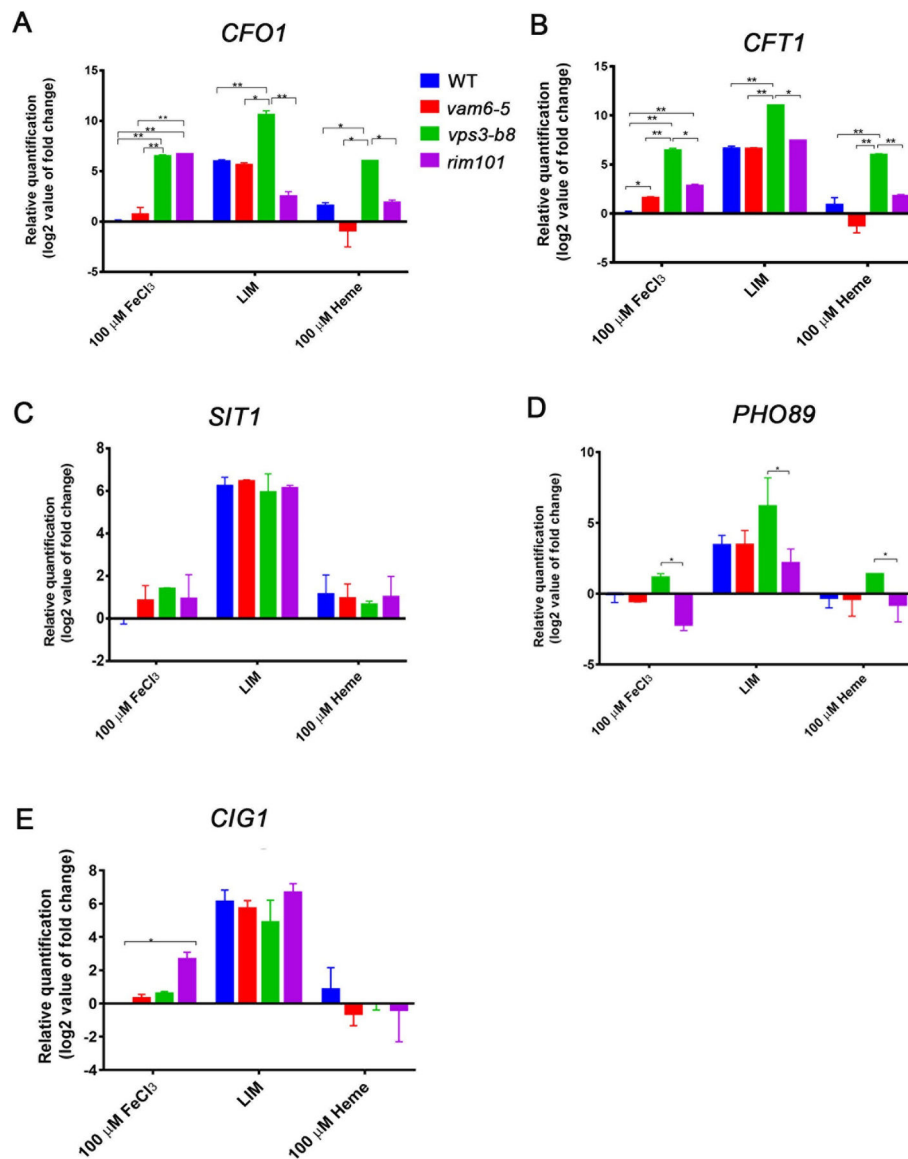 A
CFO1
Relative quantification
(log2 value of fold change)
15
10
5
0
-5
**
**
**
**
**
*
**
*
*
*
100 µM FeCl3
LIM
100 µM Heme
WT
vam6-5
vps3-b8
rim101
B
CFT1
Relative quantification
(log2 value of fold change)
15
10
5
0
-5
**
**
**
*
*
**
**
*
**
**
**
100 µM FeCl3
LIM
100 µM Heme
C
SIT1
Relative quantification
(log2 value of fold change)
8
6
4
2
0
-2
100 µM FeCl3
LIM
100 µM Heme
D
PHO89
Relative quantification
(log2 value of fold change)
10
5
0
-5
*
*
*
100 µM FeCl3
LIM
100 µM Heme
E
CIG1
Relative quantification
(log2 value of fold change)
8
6
4
2
0
-2
-4
*
100 µM FeCl3
LIM
100 µM Heme